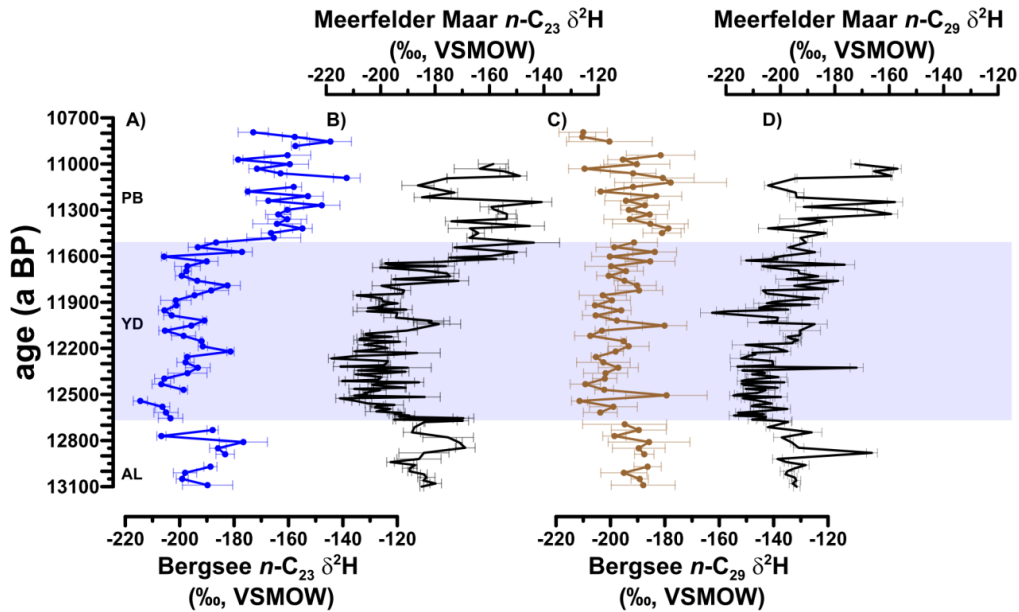 Meerfelder Maar n-C₂₃ δ²H
(‰, VSMOW)
-220 -200 -180 -160 -140 -120
Meerfelder Maar n-C₂₉ δ²H
(‰, VSMOW)
-220 -200 -180 -160 -140 -120
A) B) C) D)
age (a BP)
10700
11000
11300
11600
11900
12200
12500
12800
13100
PB
YD
AL
-220 -200 -180 -160 -140 -120
Bergsee n-C₂₃ δ²H
(‰, VSMOW)
-220 -200 -180 -160 -140 -120
Bergsee n-C₂₉ δ²H
(‰, VSMOW)